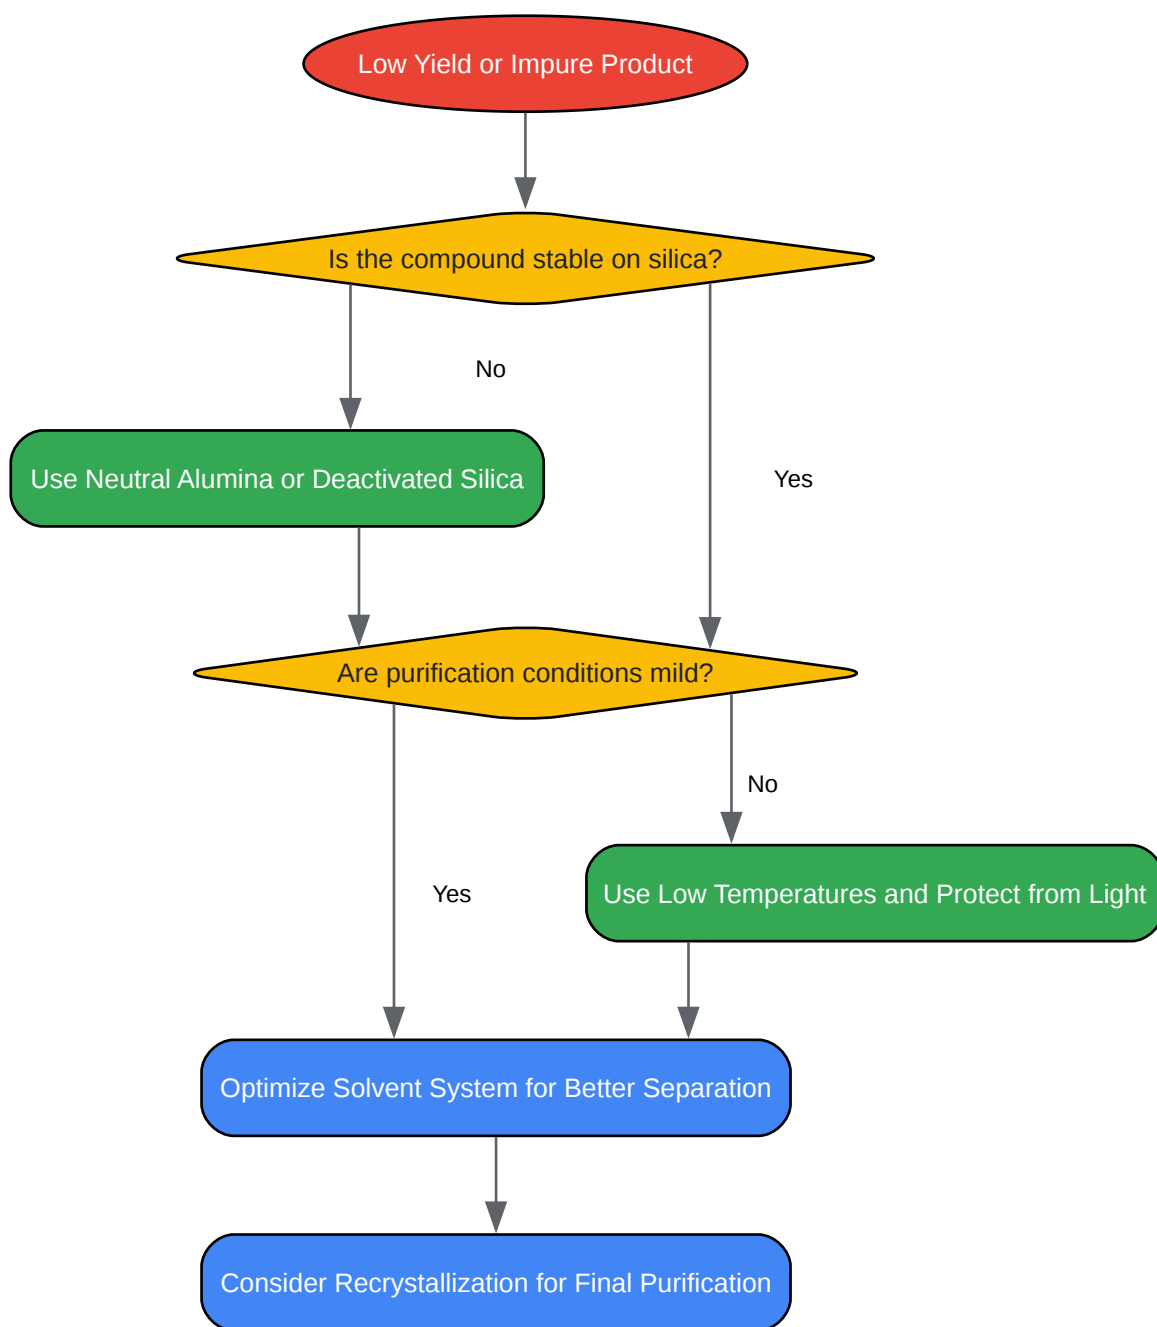 Low Yield or Impure Product
Is the compound stable on silica?
No
Use Neutral Alumina or Deactivated Silica
Yes
Are purification conditions mild?
No
Yes
Use Low Temperatures and Protect from Light
Optimize Solvent System for Better Separation
Consider Recrystallization for Final Purification